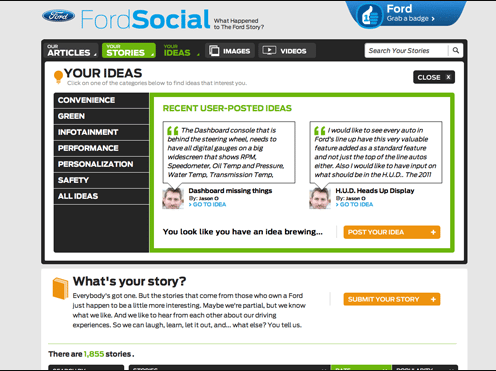 Ford
FordSocial
What Happened
to The Ford Story?
Ford
Grab a badge >
OUR
ARTICLES
YOUR
STORIES
YOUR
IDEAS
IMAGES
VIDEOS
Search Your Stories
YOUR IDEAS
Click on one of the categories below to find ideas that interest you.
CLOSE X
CONVENIENCE
GREEN
INFOTAINMENT
PERFORMANCE
PERSONALIZATION
SAFETY
ALL IDEAS
RECENT USER-POSTED IDEAS
The Dashboard console that is
behind the steering wheel, needs to
have all digital gauges on a big
widescreen that shows RPM,
Speedometer, Oil Temp and Pressure,
Water Temp, Transmission Temp,
Dashboard missing things
By: Jason O
> GO TO IDEA
I would like to see every auto in
Ford's line up have this very valuable
feature added as a standard feature
and not just the top of the line autos
either. Also I would like to have input on
what should be in the H.U.D.. The 2011
H.U.D. Heads Up Display
By: Jason O
> GO TO IDEA
You look like you have an idea brewing...
POST YOUR IDEA +
What's your story?
Everybody's got one. But the stories that come from those who own a Ford
just happen to be a little more interesting. Maybe we're partial, but we know
what we like. And we like to hear from each other about our driving
experiences. So we can laugh, learn, let it out, and... what else? You tell us.
SUBMIT YOUR STORY +
There are 1,855 stories.